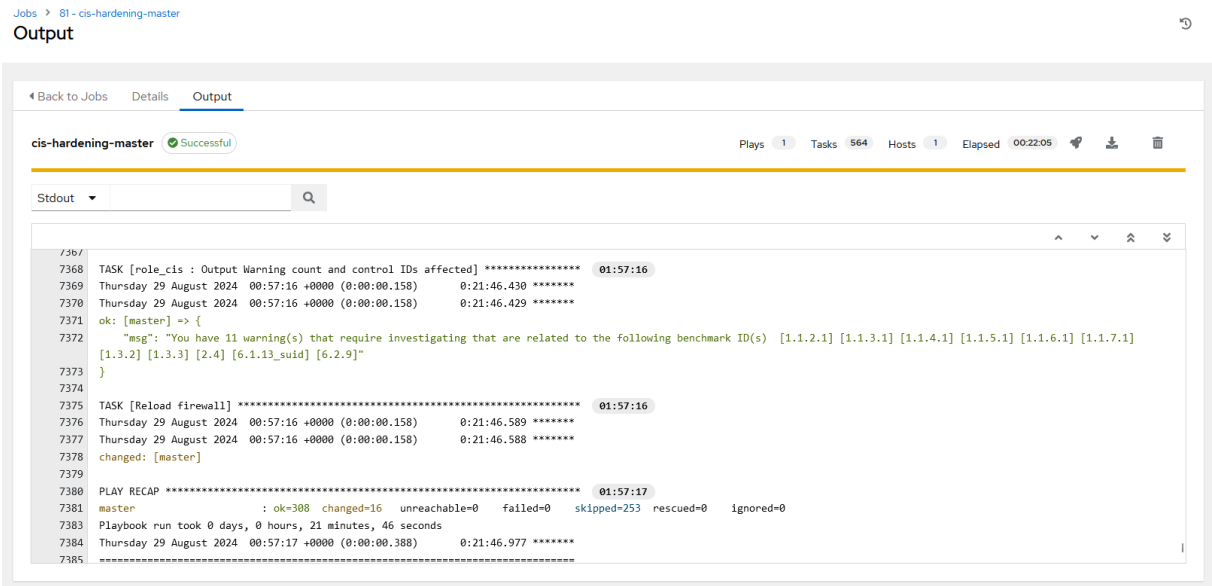 Jobs > 81 - cis-hardening-master
Output
Back to Jobs Details Output
cis-hardening-master Successful Plays 1 Tasks 564 Hosts 1 Elapsed 00:22:05
Stdout
7367
7368 TASK [role_cis : Output Warning count and control IDs affected] **************** 01:57:16
7369 Thursday 29 August 2024  00:57:16 +0000 (0:00:00.158)       0:21:46.430 *******
7370 Thursday 29 August 2024  00:57:16 +0000 (0:00:00.158)       0:21:46.429 *******
7371 ok: [master] => {
7372     "msg": "You have 11 warning(s) that require investigating that are related to the following benchmark ID(s)  [1.1.2.1] [1.1.3.1] [1.1.4.1] [1.1.5.1] [1.1.6.1] [1.1.7.1]
[1.3.2] [1.3.3] [2.4] [6.1.13_suid] [6.2.9]"
7373 }
7374
7375 TASK [Reload firewall] ********************************************************* 01:57:16
7376 Thursday 29 August 2024  00:57:16 +0000 (0:00:00.158)       0:21:46.589 *******
7377 Thursday 29 August 2024  00:57:16 +0000 (0:00:00.158)       0:21:46.588 *******
7378 changed: [master]
7379
7380 PLAY RECAP ********************************************************************* 01:57:17
7381 master                     : ok=308  changed=16   unreachable=0    failed=0    skipped=253  rescued=0    ignored=0
7383 Playbook run took 0 days, 0 hours, 21 minutes, 46 seconds
7384 Thursday 29 August 2024  00:57:17 +0000 (0:00:00.388)       0:21:46.977 *******
7385 ===============================================================================